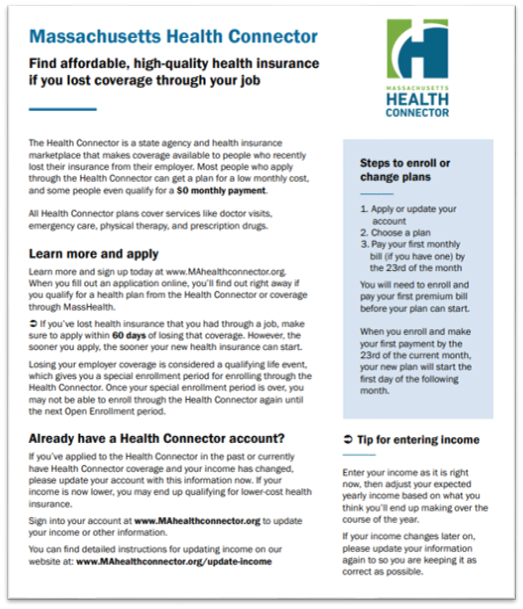 Massachusetts Health Connector
Find affordable, high-quality health insurance
if you lost coverage through your job
MASSACHUSETTS
HEALTH
CONNECTOR
The Health Connector is a state agency and health insurance
marketplace that makes coverage available to people who recently
lost their insurance from their employer. Most people who apply
through the Health Connector can get a plan for a low monthly cost,
and some people even qualify for a $0 monthly payment.
All Health Connector plans cover services like doctor visits,
emergency care, physical therapy, and prescription drugs.
Learn more and apply
Learn more and sign up today at www.MAhealthconnector.org.
When you fill out an application online, you'll find out right away if
you qualify for a health plan from the Health Connector or coverage
through MassHealth.
➲ If you've lost health insurance that you had through a job, make
sure to apply within 60 days of losing that coverage. However, the
sooner you apply, the sooner your new health insurance can start.
Losing your employer coverage is considered a qualifying life event,
which gives you a special enrollment period for enrolling through the
Health Connector. Once your special enrollment period is over, you
may not be able to enroll through the Health Connector again until
the next Open Enrollment period.
Already have a Health Connector account?
If you've applied to the Health Connector in the past or currently
have Health Connector coverage and your income has changed,
please update your account with this information now. If your
income is now lower, you may end up qualifying for lower-cost health
insurance.
Sign into your account at www.MAhealthconnector.org to update
your income or other information.
You can find detailed instructions for updating income on our
website at: www.MAhealthconnector.org/update-income
Steps to enroll or
change plans
1. Apply or update your
account
2. Choose a plan
3. Pay your first monthly
bill (if you have one) by
the 23rd of the month
You will need to enroll and
pay your first premium bill
before your plan can start.
When you enroll and make
your first payment by the
23rd of the current month,
your new plan will start the
first day of the following
month.
➲ Tip for entering income
Enter your income as it is right
now, then adjust your expected
yearly income based on what you
think you'll end up making over the
course of the year.
If your income changes later on,
please update your information
again to so you are keeping it as
correct as possible.